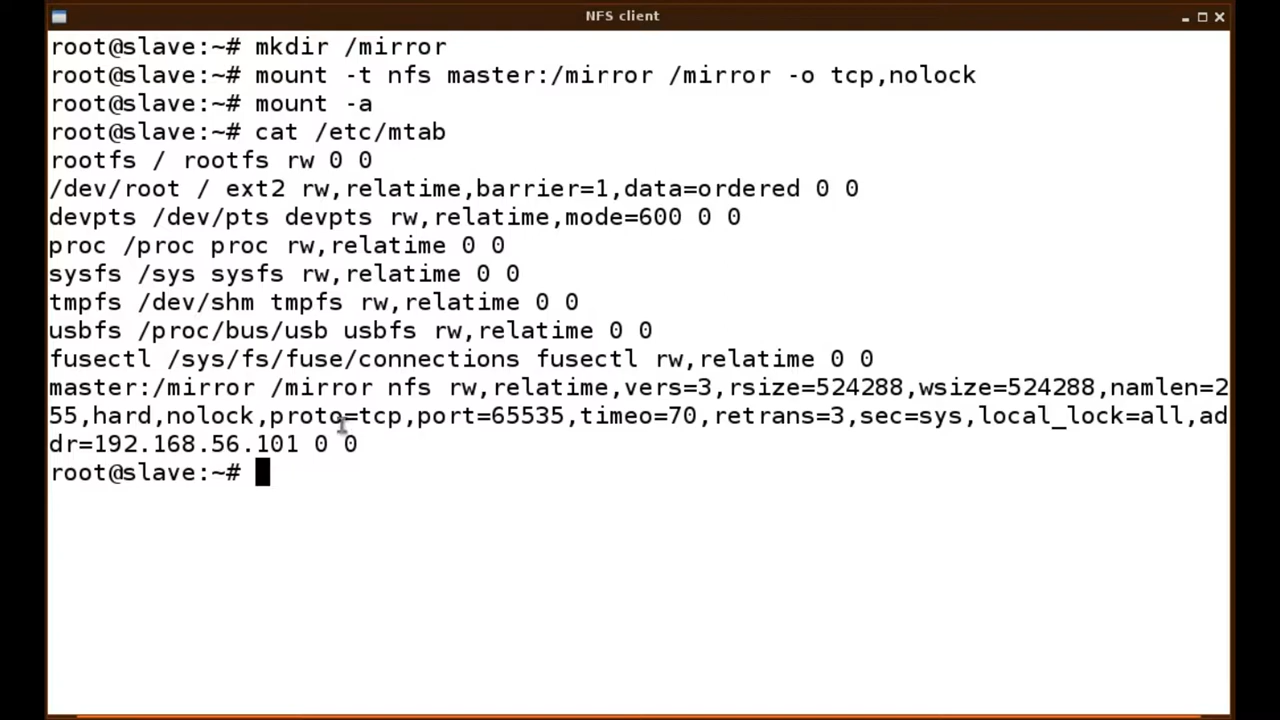 NFS client
root@slave:~# mkdir /mirror
root@slave:~# mount -t nfs master:/mirror /mirror -o tcp,nolock
root@slave:~# mount -a
root@slave:~# cat /etc/mtab
rootfs / rootfs rw 0 0
/dev/root / ext2 rw,relatime,barrier=1,data=ordered 0 0
devpts /dev/pts devpts rw,relatime,mode=600 0 0
proc /proc proc rw,relatime 0 0
sysfs /sys sysfs rw,relatime 0 0
tmpfs /dev/shm tmpfs rw,relatime 0 0
usbfs /proc/bus/usb usbfs rw,relatime 0 0
fusectl /sys/fs/fuse/connections fusectl rw,relatime 0 0
master:/mirror /mirror nfs rw,relatime,vers=3,rsize=524288,wsize=524288,namlen=2
55,hard,nolock,proto=tcp,port=65535,timeo=70,retrans=3,sec=sys,local_lock=all,ad
dr=192.168.56.101 0 0
root@slave:~#